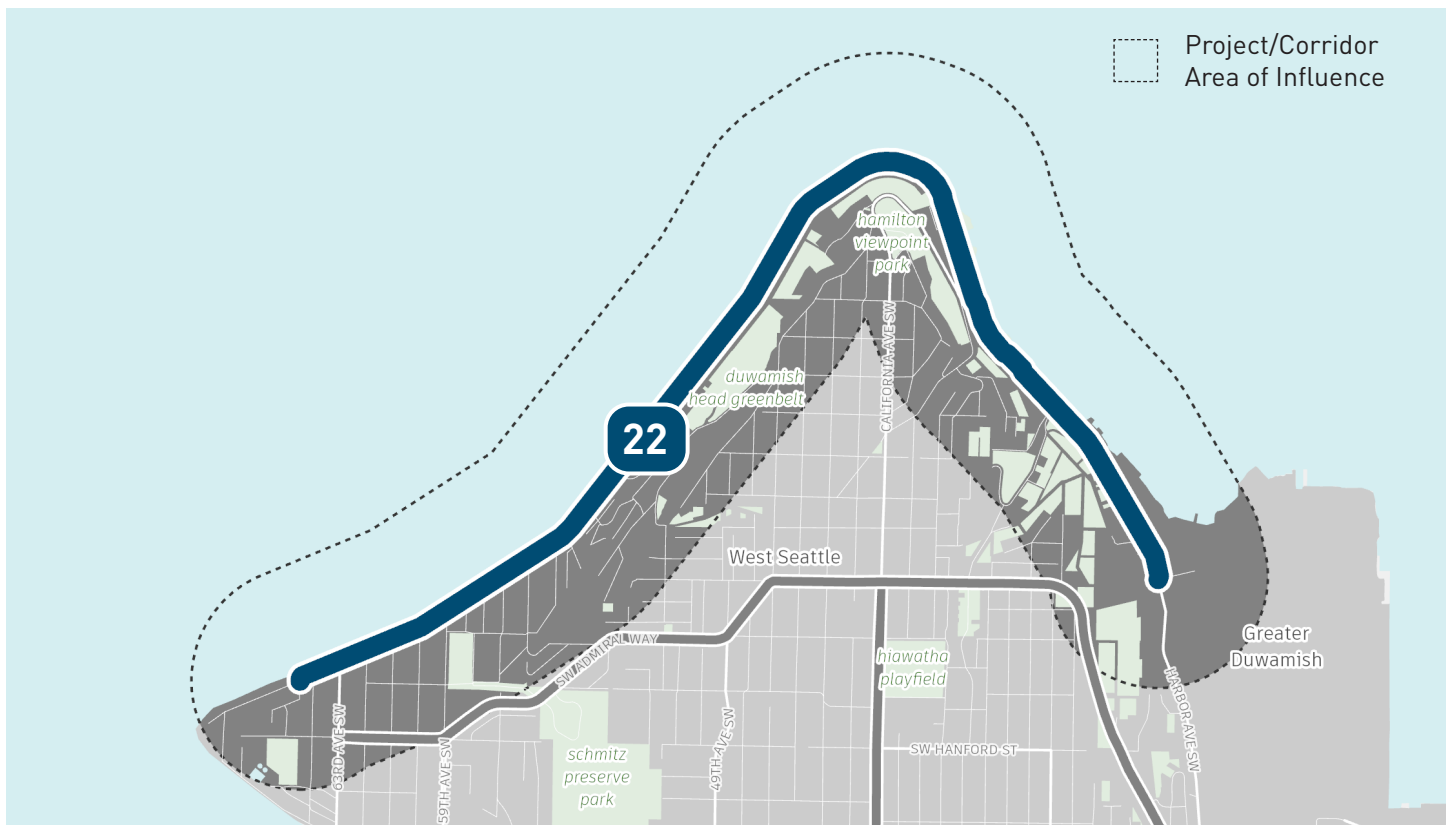 Project/Corridor
Area of Influence
hamilton
viewpoint
park
CALIFORNIA AVE SW
duwamish
head greenbelt
22
West Seattle
Greater
Duwamish
SW ADMIRAL WAY
hiawatha
playfield
HARBOR AVE SW
63RD AVE SW
59TH AVE SW
49TH AVE SW
SW HANFORD ST
schmitz
preserve
park